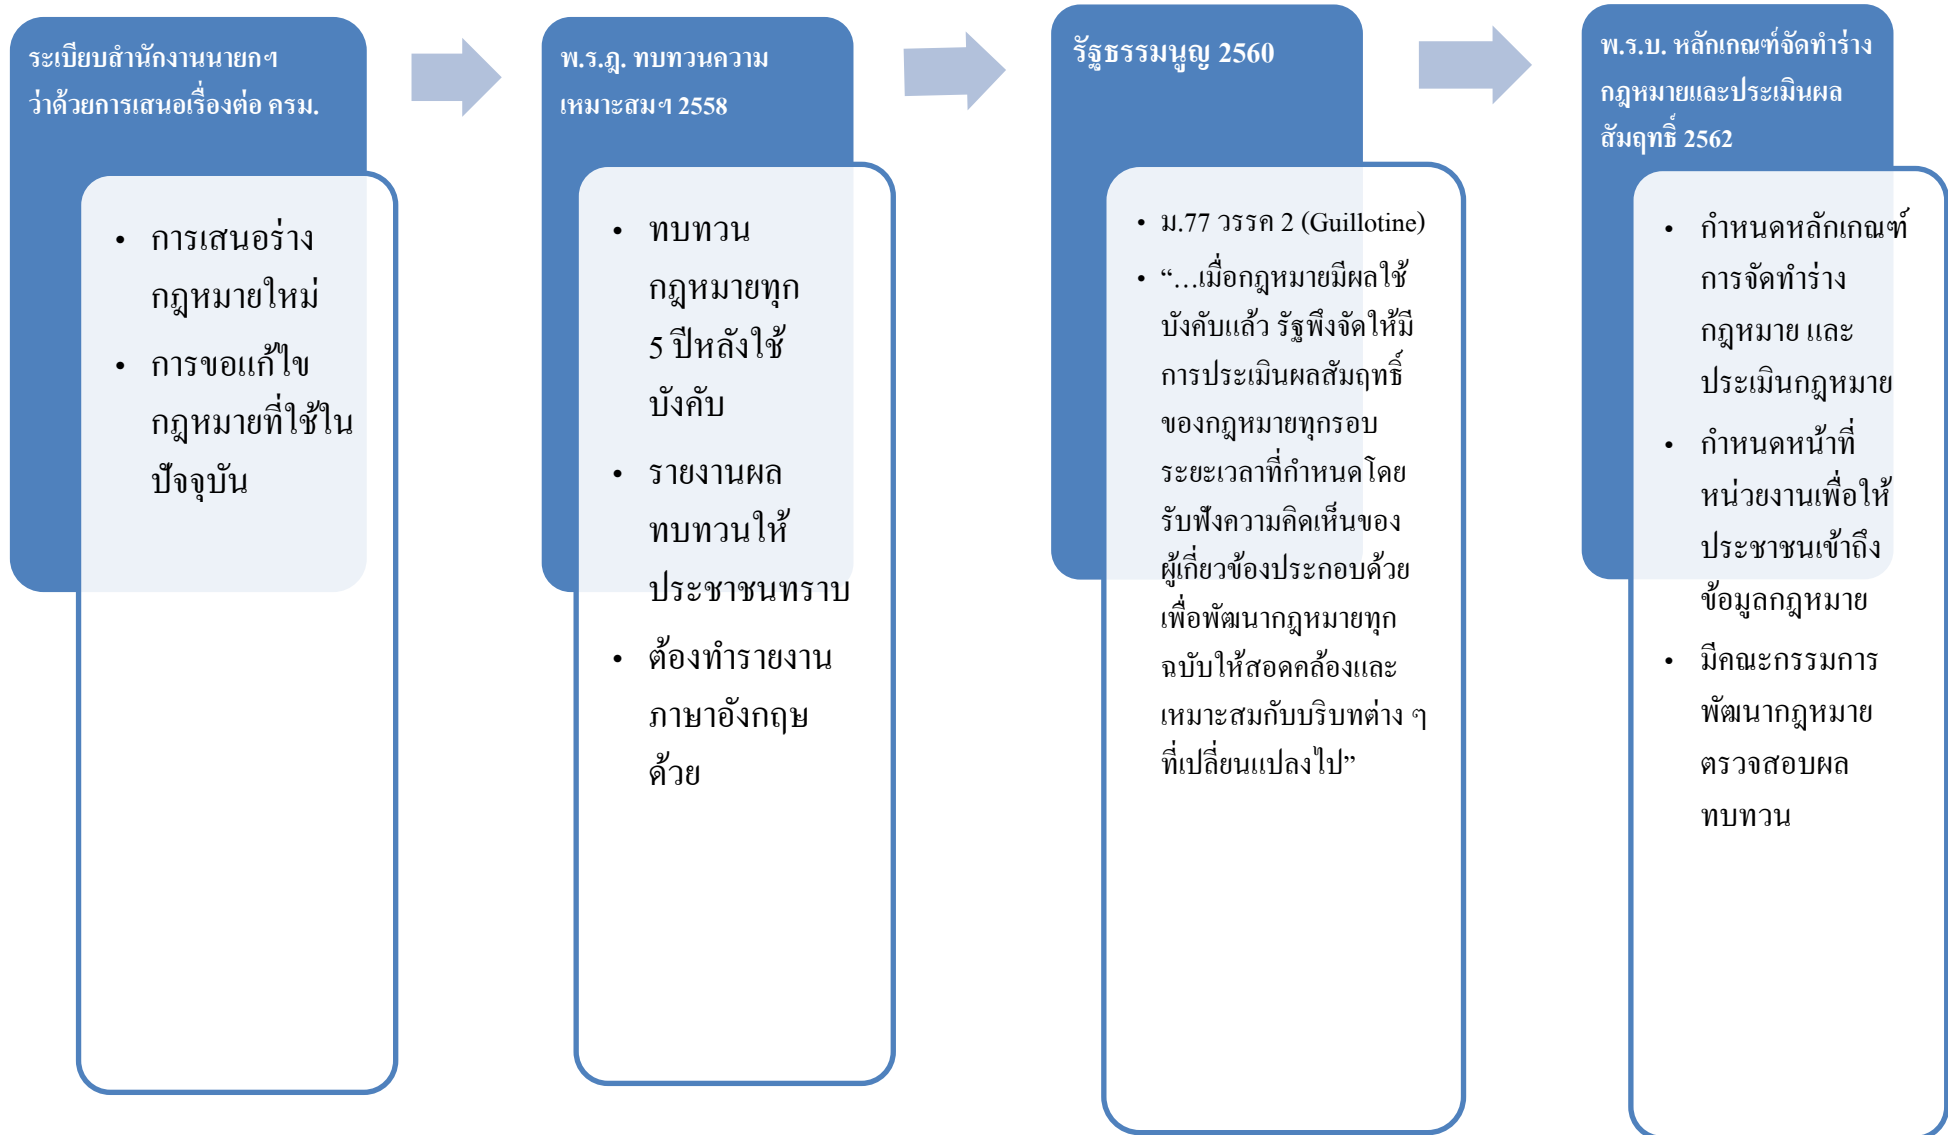 ระเบียบสำนักงานนายกฯ
ว่าด้วยการเสนอเรื่องต่อ ครม.
• การเสนอร่าง
กฎหมายใหม่
• การขอแก้ไข
กฎหมายที่ใช้ใน
ปัจจุบัน
พ.ร.ฎ. ทบทวนความ
เหมาะสมฯ 2558
• ทบทวน
กฎหมายทุก
5 ปีหลังใช้
บังคับ
• รายงานผล
ทบทวนให้
ประชาชนทราบ
• ต้องทำรายงาน
ภาษาอังกฤษ
ด้วย
รัฐธรรมนูญ 2560
• ม.77 วรรค 2 (Guillotine)
• “…เมื่อกฎหมายมีผลใช้
บังคับแล้ว รัฐพึงจัดให้มี
การประเมินผลสัมฤทธิ์
ของกฎหมายทุกรอบ
ระยะเวลาที่กำหนดโดย
รับฟังความคิดเห็นของ
ผู้เกี่ยวข้องประกอบด้วย
เพื่อพัฒนากฎหมายทุก
ฉบับให้สอดคล้องและ
เหมาะสมกับบริบทต่าง ๆ
ที่เปลี่ยนแปลงไป”
พ.ร.บ. หลักเกณฑ์จัดทำร่าง
กฎหมายและประเมินผล
สัมฤทธิ์ 2562
• กำหนดหลักเกณฑ์
การจัดทำร่าง
กฎหมาย และ
ประเมินกฎหมาย
• กำหนดหน้าที่
หน่วยงานเพื่อให้
ประชาชนเข้าถึง
ข้อมูลกฎหมาย
• มีคณะกรรมการ
พัฒนากฎหมาย
ตรวจสอบผล
ทบทวน